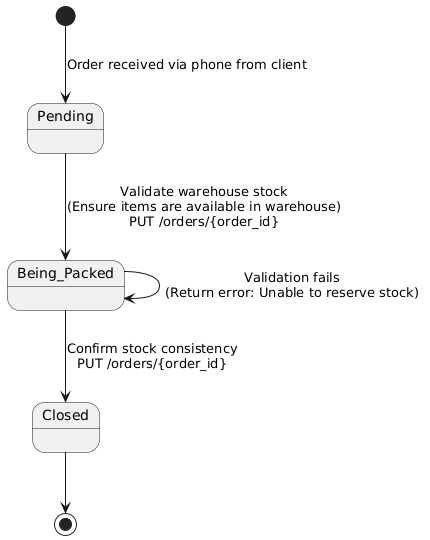 Order received via phone from client
Pending
Validate warehouse stock
(Ensure items are available in warehouse)
PUT /orders/{order_id}
Being_Packed
Validation fails
(Return error: Unable to reserve stock)
Confirm stock consistency
PUT /orders/{order_id}
Closed